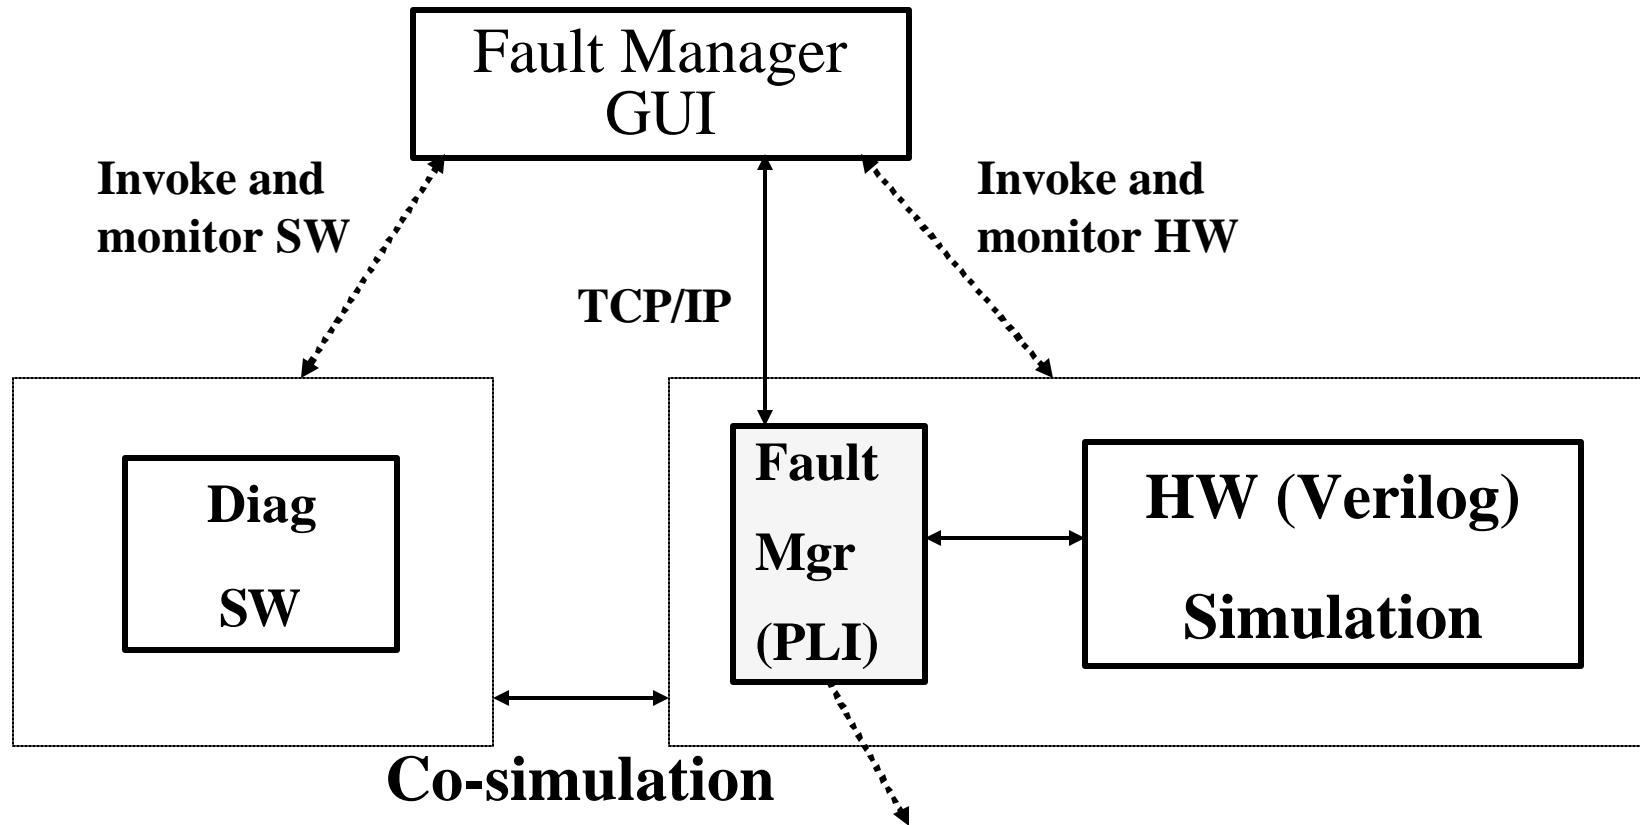 Fault Manager
GUI
Invoke and
monitor SW
Invoke and
monitor HW
TCP/IP
Diag
SW
Fault
Mgr
(PLI)
HW (Verilog)
Simulation
Co-simulation